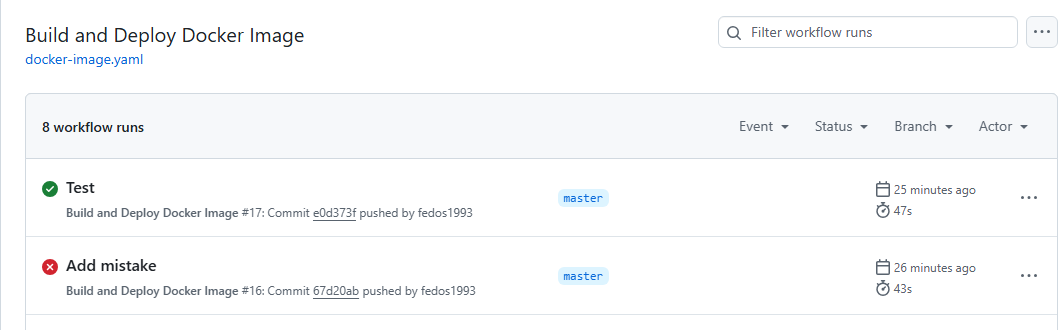 Build and Deploy Docker Image
Filter workflow runs
docker-image.yaml
8 workflow runs
Event
Status
Branch
Actor
Test
master
25 minutes ago
Build and Deploy Docker Image #17: Commit e0d373f pushed by fedos1993
47s
Add mistake
master
26 minutes ago
Build and Deploy Docker Image #16: Commit 67d20ab pushed by fedos1993
43s